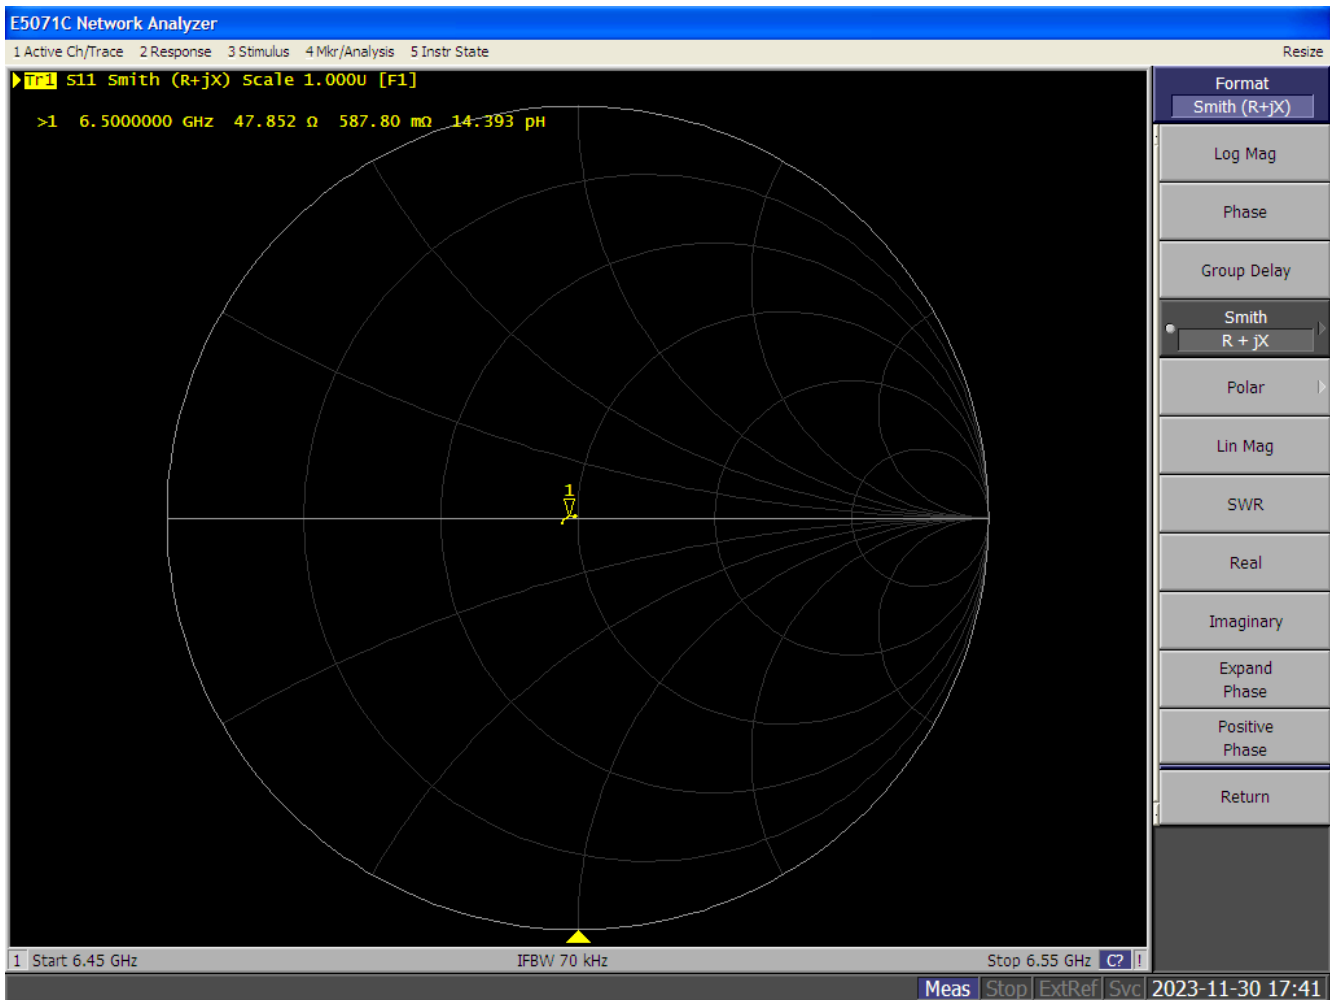 E5071C Network Analyzer
1 Active Ch/Trace 2 Response 3 Stimulus 4 Mkr/Analysis 5 Instr State Resize
Tr1 S11 Smith (R+jX) Scale 1.000U [F1]
>1 6.5000000 GHz 47.852 Ω 587.80 mΩ 14.393 pH
1
Format
Smith (R+jX)
Log Mag
Phase
Group Delay
Smith
R + jX
Polar
Lin Mag
SWR
Real
Imaginary
Expand
Phase
Positive
Phase
Return
1 Start 6.45 GHz IFBW 70 kHz Stop 6.55 GHz C? !
Meas Stop ExtRef Svc 2023-11-30 17:41